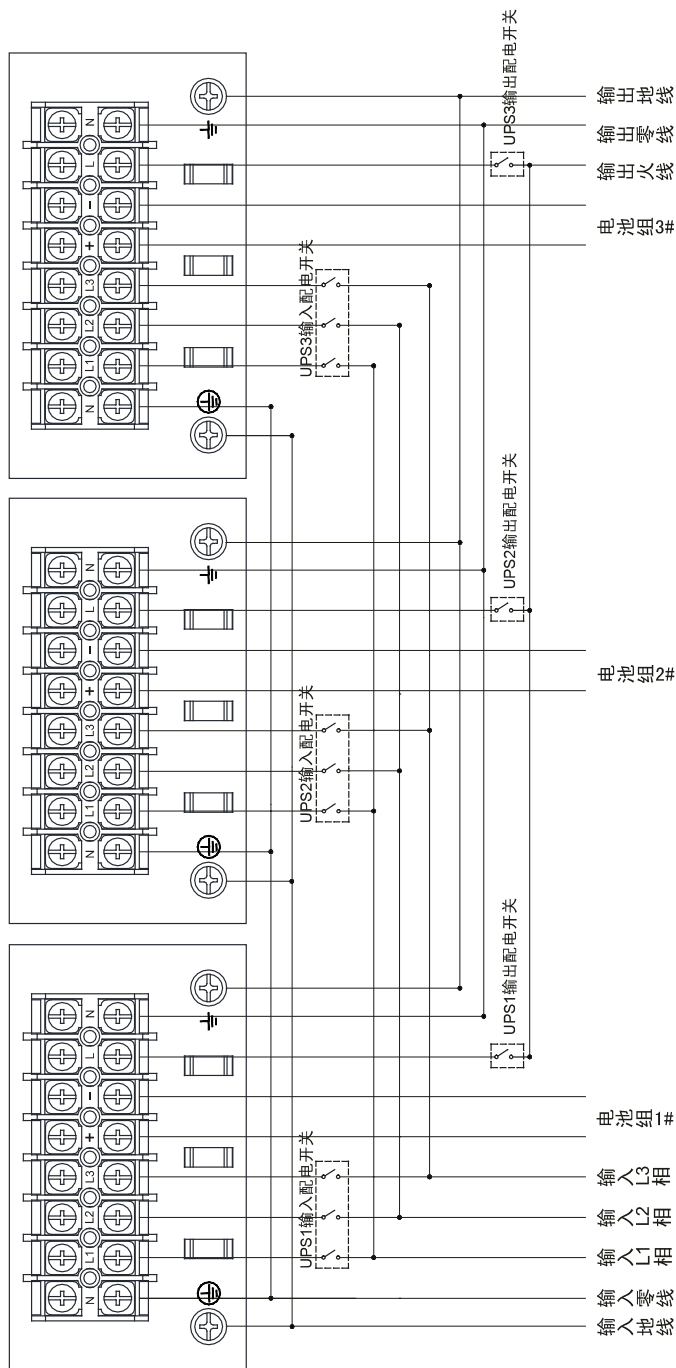 UPS3输出配电开关
输出地线
输出零线
输出火线
电池组3#
N
L
-
+
L3
L2
L1
N
UPS3输入配电开关
UPS2输出配电开关
电池组2#
N
L
-
+
L3
L2
L1
N
UPS2输入配电开关
UPS1输出配电开关
电池组1#
N
L
-
+
L3
L2
L1
N
UPS1输入配电开关
输入L3相
输入L2相
输入L1相
输入零线
输入地线